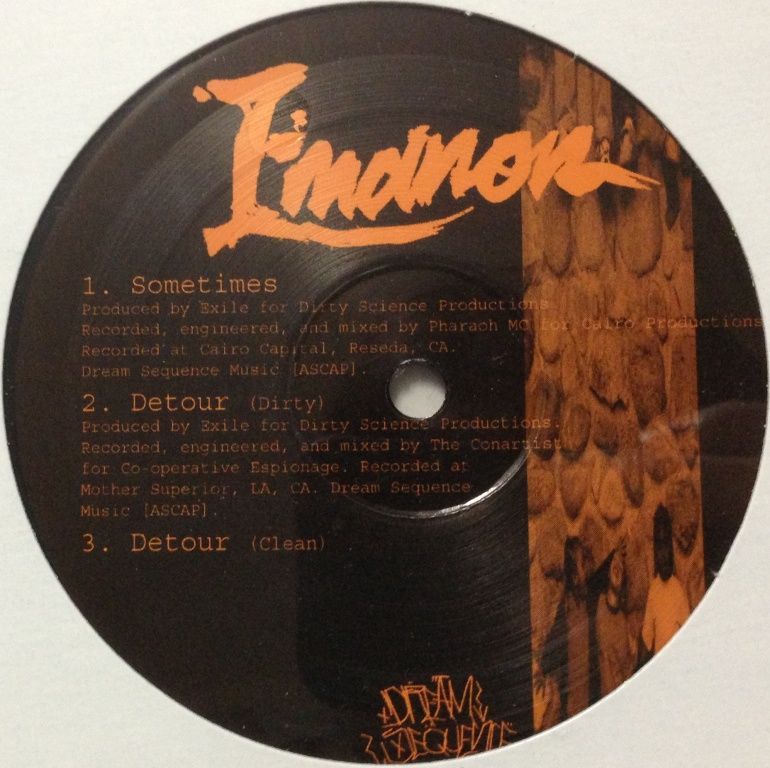 Emanon
1. Sometimes
Produced by Exile for Dirty Science Productions.
Recorded, engineered, and mixed by Pharaoh MC for Cairo Productions
Recorded at Cairo Capital, Reseda, CA.
Dream Sequence Music [ASCAP].
2. Detour (Dirty)
Produced by Exile for Dirty Science Productions.
Recorded, engineered, and mixed by The Conartist
for Co-operative Espionage. Recorded at
Mother Superior, LA, CA. Dream Sequence
Music [ASCAP].
3. Detour (Clean)
DREAM
SEQUENCE